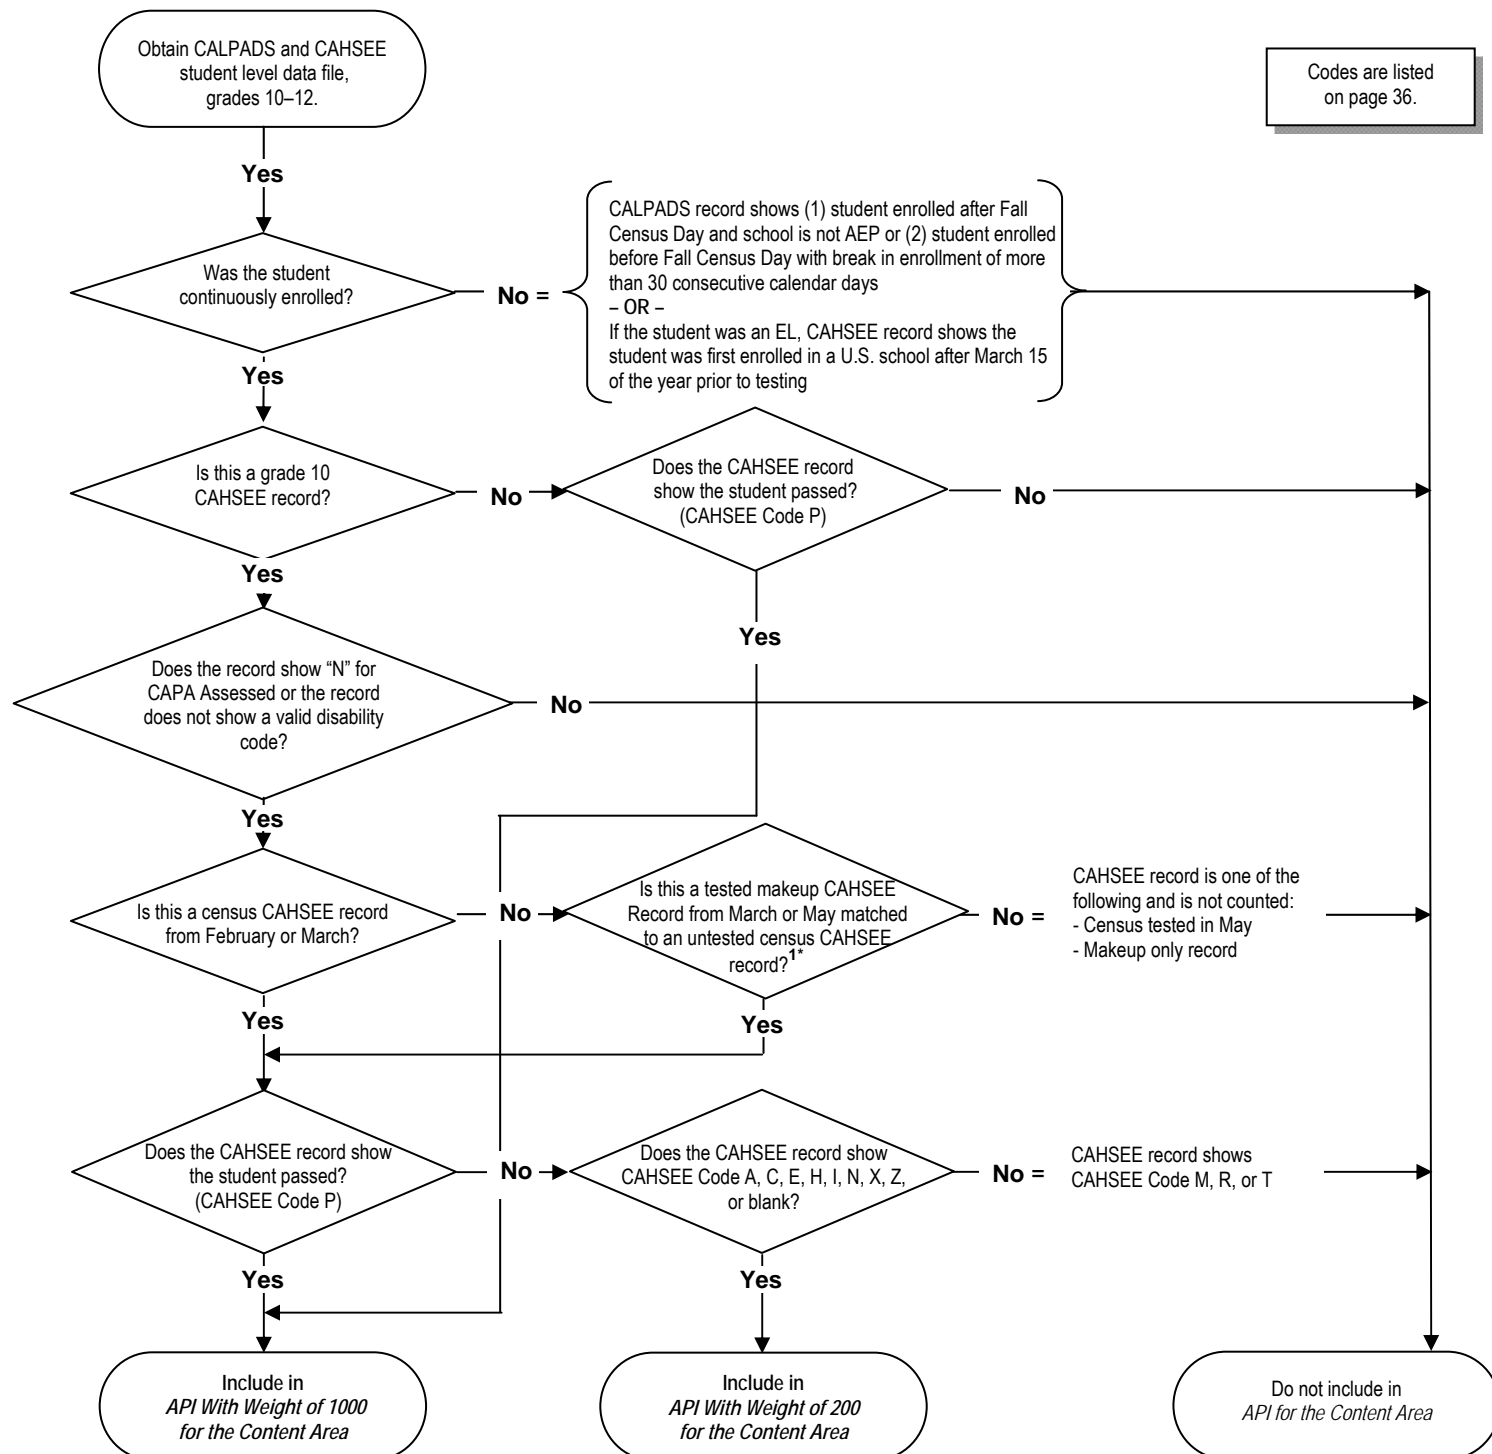 Obtain CALPADS and CAHSEE
student level data file,
grades 10–12.
Codes are listed
on page 36.
Yes
Was the student
continuously enrolled?
No =
CALPADS record shows (1) student enrolled after Fall
Census Day and school is not AEP or (2) student enrolled
before Fall Census Day with break in enrollment of more
than 30 consecutive calendar days
– OR –
If the student was an EL, CAHSEE record shows the
student was first enrolled in a U.S. school after March 15
of the year prior to testing
Yes
Is this a grade 10
CAHSEE record?
No
Does the CAHSEE record
show the student passed?
(CAHSEE Code P)
No
Yes
Yes
Does the record show “N” for
CAPA Assessed or the record
does not show a valid disability
code?
No
Yes
Is this a census CAHSEE record
from February or March?
No
Is this a tested makeup CAHSEE
Record from March or May matched
to an untested census CAHSEE
record?1*
No =
CAHSEE record is one of the
following and is not counted:
- Census tested in May
- Makeup only record
Yes
Yes
Does the CAHSEE record show
the student passed?
(CAHSEE Code P)
No
Does the CAHSEE record show
CAHSEE Code A, C, E, H, I, N, X, Z,
or blank?
No =
CAHSEE record shows
CAHSEE Code M, R, or T
Yes
Yes
Include in
API With Weight of 1000
for the Content Area
Include in
API With Weight of 200
for the Content Area
Do not include in
API for the Content Area